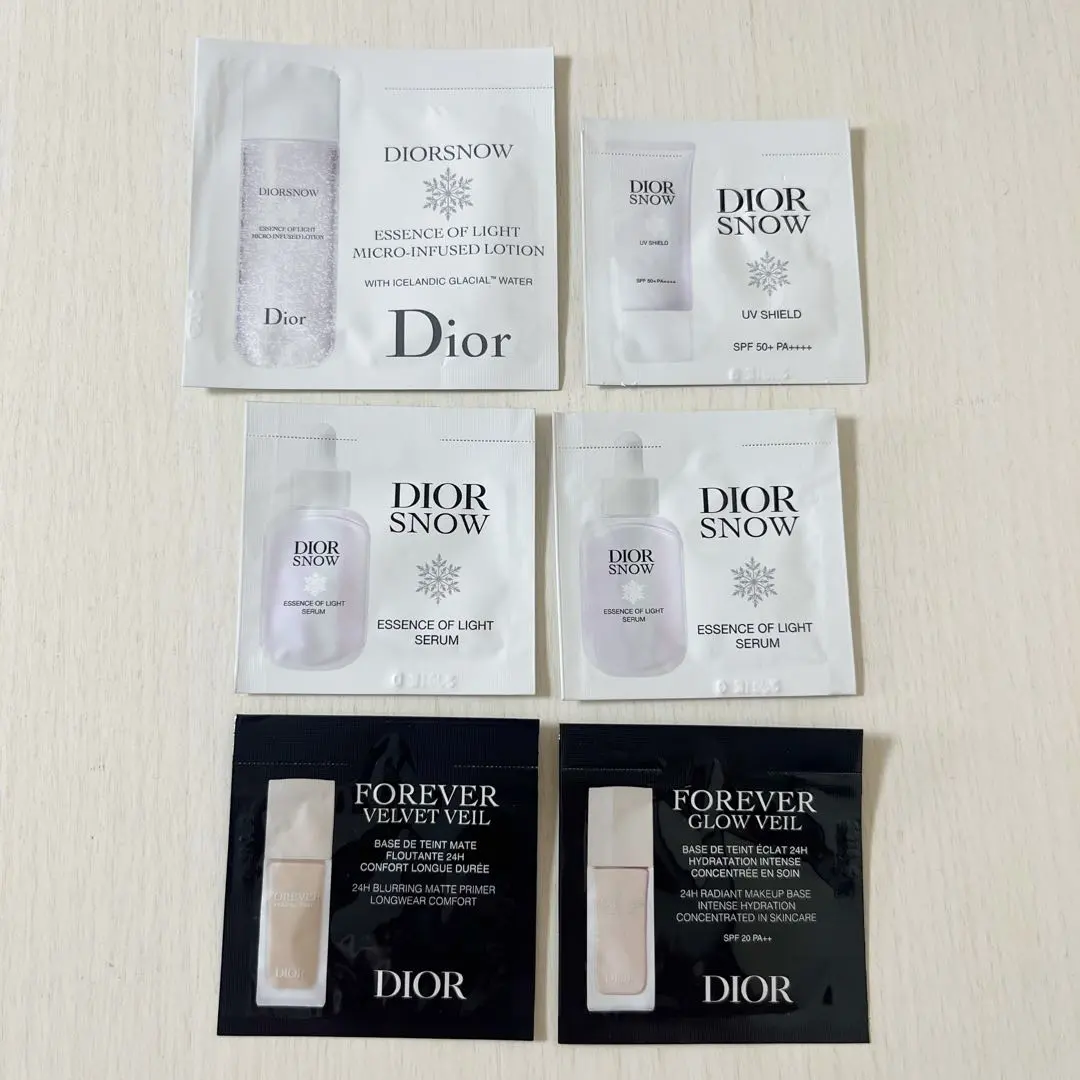 DIORSNOW
ESSENCE OF LIGHT
MICRO-INFUSED LOTION
Dior
DIORSNOW
ESSENCE OF LIGHT
MICRO-INFUSED LOTION
WITH ICELANDIC GLACIAL™ WATER
Dior
DIOR
SNOW
UV SHIELD
SPF 50+ PA++++
DIOR
SNOW
UV SHIELD
SPF 50+ PA++++
DIOR
SNOW
ESSENCE OF LIGHT
SERUM
DIOR
SNOW
ESSENCE OF LIGHT
SERUM
DIOR
SNOW
ESSENCE OF LIGHT
SERUM
DIOR
SNOW
ESSENCE OF LIGHT
SERUM
FOREVER
DIOR
FOREVER
VELVET VEIL
BASE DE TEINT MATE
FLOUTANTE 24H
CONFORT LONGUE DURÉE
24H BLURRING MATTE PRIMER
LONGWEAR COMFORT
DIOR
FOREVER
GLOW VEIL
BASE DE TEINT ÉCLAT 24H
HYDRATATION INTENSE
CONCENTRÉE EN SOIN
24H RADIANT MAKEUP BASE
INTENSE HYDRATION
CONCENTRATED IN SKINCARE
SPF 20 PA++
DIOR